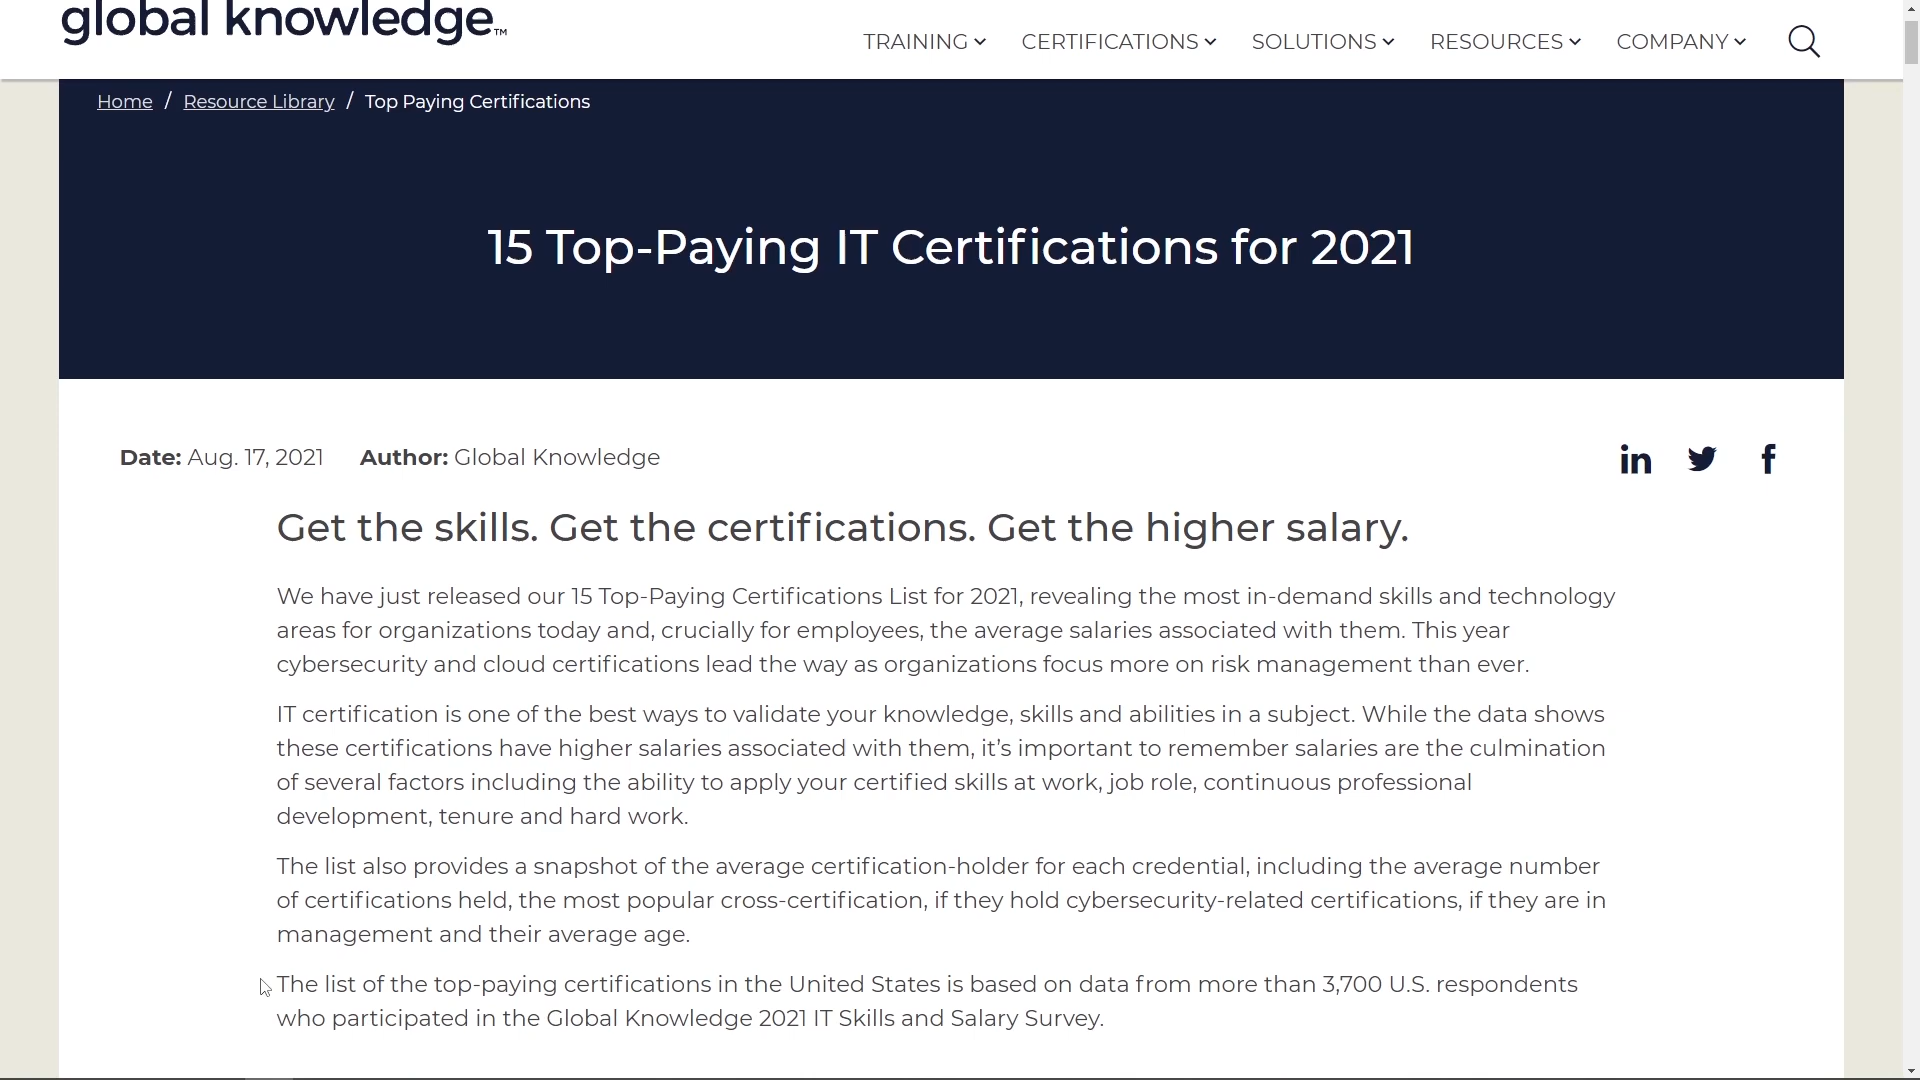 global knowledge™
TRAINING CERTIFICATIONS SOLUTIONS RESOURCES COMPANY
Home / Resource Library / Top Paying Certifications
15 Top-Paying IT Certifications for 2021
Date: Aug. 17, 2021 Author: Global Knowledge
Get the skills. Get the certifications. Get the higher salary.
We have just released our 15 Top-Paying Certifications List for 2021, revealing the most in-demand skills and technology
areas for organizations today and, crucially for employees, the average salaries associated with them. This year
cybersecurity and cloud certifications lead the way as organizations focus more on risk management than ever.
IT certification is one of the best ways to validate your knowledge, skills and abilities in a subject. While the data shows
these certifications have higher salaries associated with them, it’s important to remember salaries are the culmination
of several factors including the ability to apply your certified skills at work, job role, continuous professional
development, tenure and hard work.
The list also provides a snapshot of the average certification-holder for each credential, including the average number
of certifications held, the most popular cross-certification, if they hold cybersecurity-related certifications, if they are in
management and their average age.
The list of the top-paying certifications in the United States is based on data from more than 3,700 U.S. respondents
who participated in the Global Knowledge 2021 IT Skills and Salary Survey.